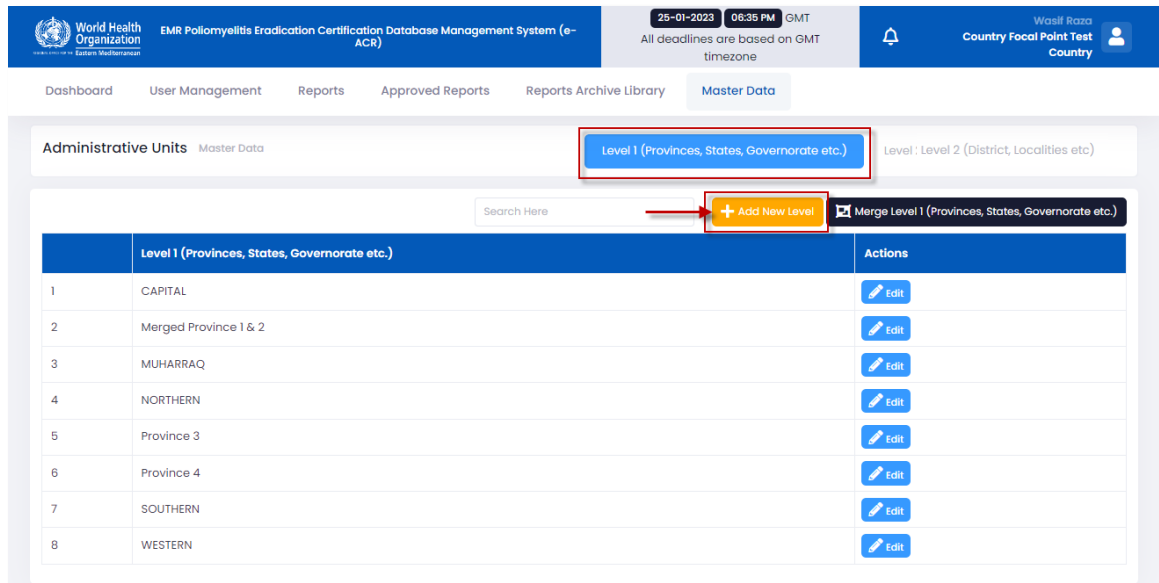 World Health
Organization
Eastern Mediterranean
EMR Poliomyelitis Eradication Certification Database Management System (e-
ACR)
25-01-2023 06:35 PM GMT
All deadlines are based on GMT
timezone
Wasif Raza
Country Focal Point Test
Country
Dashboard User Management Reports Approved Reports Reports Archive Library Master Data
Administrative Units Master Data Level 1 (Provinces, States, Governorate etc.) Level : Level 2 (District, Localities etc)
Search Here Add New Level Merge Level 1 (Provinces, States, Governorate etc.)
Level 1 (Provinces, States, Governorate etc.) Actions
1 CAPITAL Edit
2 Merged Province 1 & 2 Edit
3 MUHARRAQ Edit
4 NORTHERN Edit
5 Province 3 Edit
6 Province 4 Edit
7 SOUTHERN Edit
8 WESTERN Edit